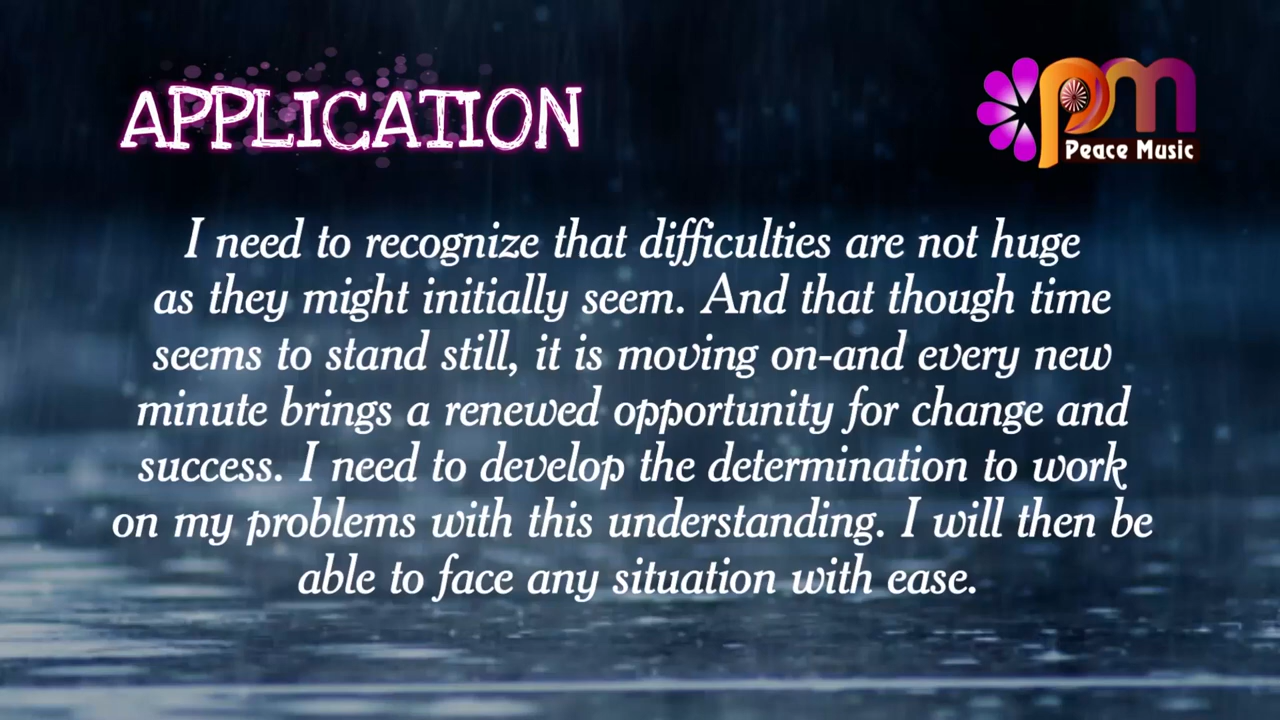 APPLICATION
pm
Peace Music
I need to recognize that difficulties are not huge
as they might initially seem. And that though time
seems to stand still, it is moving on-and every new
minute brings a renewed opportunity for change and
success. I need to develop the determination to work
on my problems with this understanding. I will then be
able to face any situation with ease.